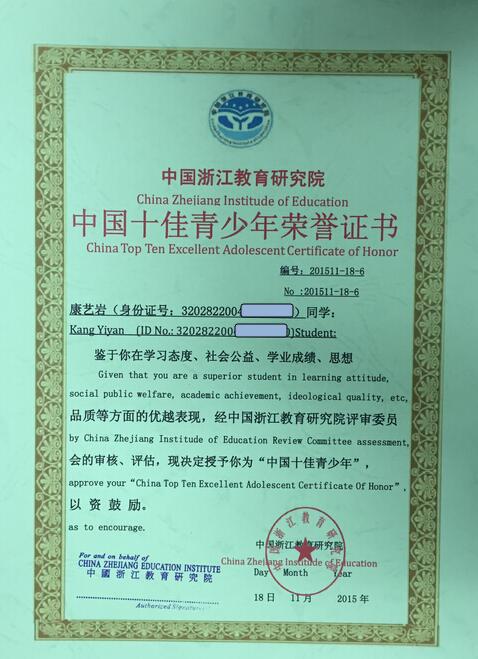 中国浙江教育研究院
China Zhejiang Institute of Education
中国十佳青少年荣誉证书
China Top Ten Excellent Adolescent Certificate of Honor
编号：201511-18-6
No :201511-18-6
康艺岩（身份证号：3202822004 ）同学：
Kang Yiyan (ID No.: 320282200 )Student:
鉴于你在学习态度、社会公益、学业成绩、思想
Given that you are a superior student in learning attitude,
social public welfare, academic achievement, ideological quality, etc,
品质等方面的优越表现，经中国浙江教育研究院评审委员
by China Zhejiang Institute of Education Review Committee assessment,
会的审核、评估，现决定授予你为“中国十佳青少年”，
approve your“China Top Ten Excellent Adolescent Certificate Of Honor”,
以资鼓励。
as to encourage.
中国浙江教育研究院
China Zhejiang Institute of Education
Day Month Year
18日 11月 2015年
For and on behalf of
CHINA ZHEJIANG EDUCATION INSTITUTE
中國浙江教育研究院
Authorized Signature
中国浙江教育研究院